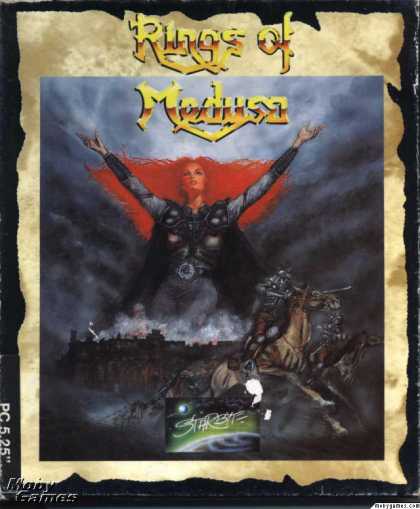 Rings of
Medusa
STARBYTE
PC 5.25"
Moby
Games
mobygames.com